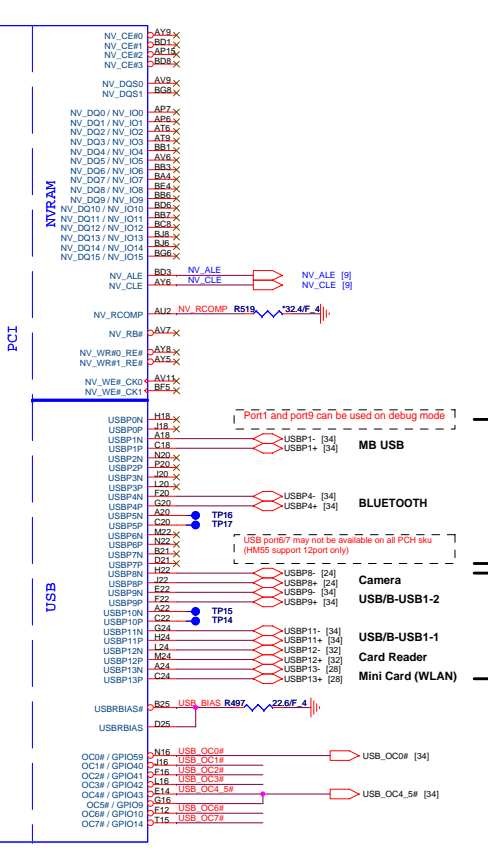 NV_CE#0 AY9
NV_CE#1 BD1
NV_CE#2 AP15
NV_CE#3 BD8
NV_DQS0 AV9
NV_DQS1 BG8
NV_DQ0 / NV_IO0 AP7
NV_DQ1 / NV_IO1 AP6
NV_DQ2 / NV_IO2 AT6
NV_DQ3 / NV_IO3 AT9
NV_DQ4 / NV_IO4 BB1
NV_DQ5 / NV_IO5 AV6
NV_DQ6 / NV_IO6 BB3
NV_DQ7 / NV_IO7 BA4
NV_DQ8 / NV_IO8 BE4
NV_DQ9 / NV_IO9 BB6
NV_DQ10 / NV_IO10 BD6
NV_DQ11 / NV_IO11 BB7
NV_DQ12 / NV_IO12 BC8
NV_DQ13 / NV_IO13 BJ8
NV_DQ14 / NV_IO14 BJ6
NV_DQ15 / NV_IO15 BG6
NVRAM
NV_ALE BD3 NV_ALE NV_ALE [9]
NV_CLE AY6 NV_CLE NV_CLE [9]
NV_RCOMP AU2 NV_RCOMP R519 *32.4/F_4
NV_RB# AV7
PCI
NV_WR#0_RE# AY8
NV_WR#1_RE# AY5
NV_WE#_CK0 AV11
NV_WE#_CK1 BF5
Port1 and port9 can be used on debug mode
USBP0N H18
USBP0P J18
USBP1N A18 USBP1- [34]
USBP1P C18 USBP1+ [34]
MB USB
USBP2N N20
USBP2P P20
USBP3N J20
USBP3P L20
USBP4N F20 USBP4- [34]
USBP4P G20 USBP4+ [34]
BLUETOOTH
USBP5N A20 TP16
USBP5P C20 TP17
USBP6N M22
USBP6P N22
USBP7N B21
USBP7P D21
USB port6/7 may not be available on all PCH sku
(HM55 support 12port only)
USB
USBP8N H22 USBP8- [24]
USBP8P J22 USBP8+ [24]
Camera
USBP9N E22 USBP9- [34]
USBP9P F22 USBP9+ [34]
USB/B-USB1-2
USBP10N A22 TP15
USBP10P C22 TP14
USBP11N G24 USBP11- [34]
USBP11P H24 USBP11+ [34]
USB/B-USB1-1
USBP12N L24 USBP12- [32]
USBP12P M24 USBP12+ [32]
Card Reader
USBP13N A24 USBP13- [28]
USBP13P C24 USBP13+ [28]
Mini Card (WLAN)
USBRBIAS# B25 USB_BIAS R497 22.6/F_4
USBRBIAS D25
OC0# / GPIO59 N16 USB_OC0# USB_OC0# [34]
OC1# / GPIO40 J16 USB_OC1#
OC2# / GPIO41 F16 USB_OC2#
OC3# / GPIO42 L16 USB_OC3#
OC4# / GPIO43 E14 USB_OC4_5# USB_OC4_5# [34]
OC5# / GPIO9 G16
OC6# / GPIO10 F12 USB_OC6#
OC7# / GPIO14 T15 USB_OC7#